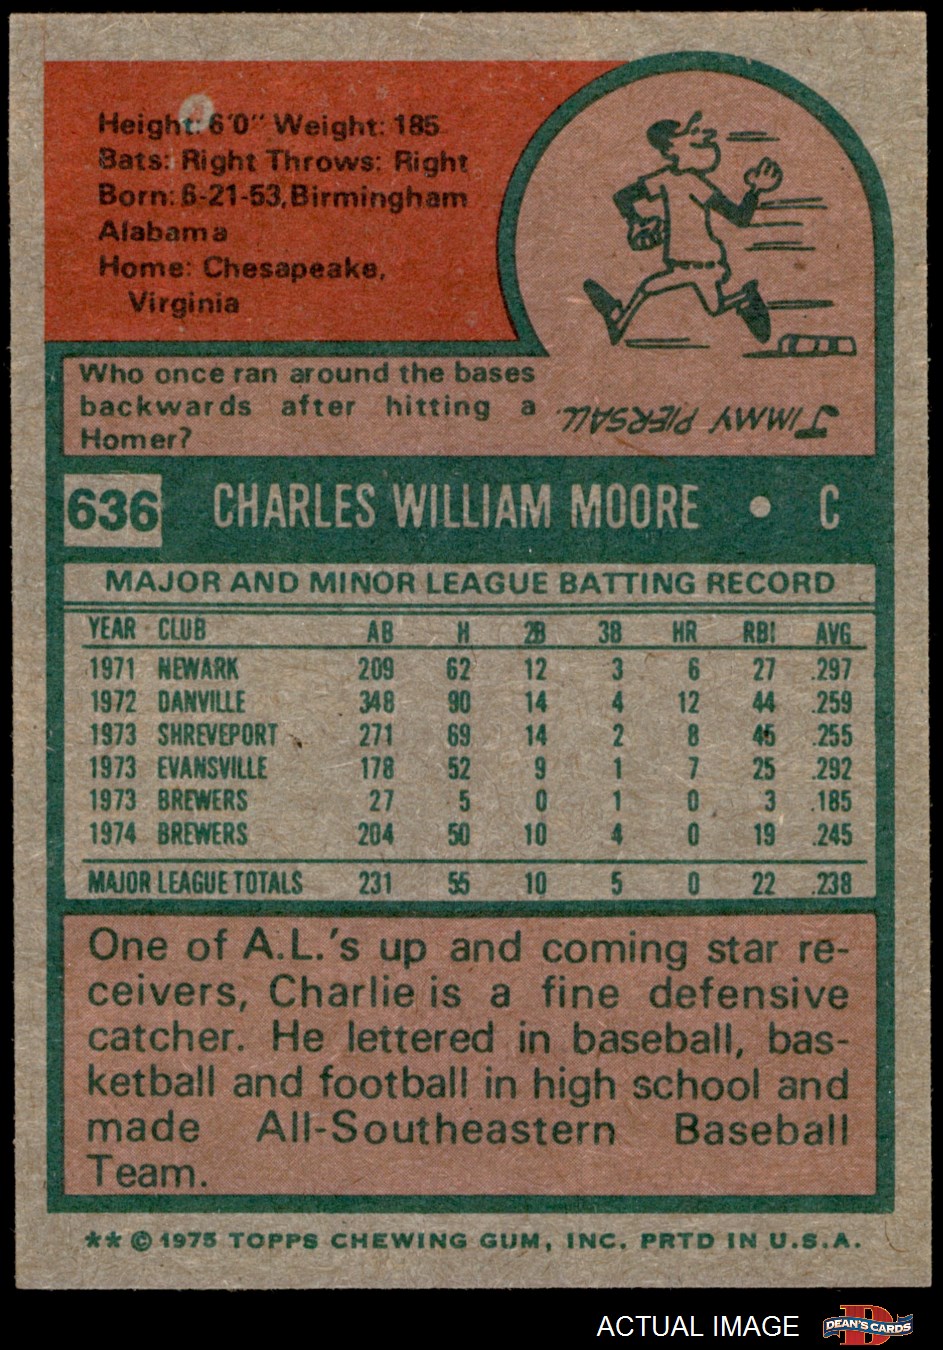 Height: 6'0" Weight: 185
Bats: Right Throws: Right
Born: 6-21-53, Birmingham
Alabama
Home: Chesapeake,
Virginia
Who once ran around the bases
backwards after hitting a
Homer?
JIMMY PIERSALL.
636 CHARLES WILLIAM MOORE • C
MAJOR AND MINOR LEAGUE BATTING RECORD
YEAR CLUB AB H 2B 3B HR RBI AVG
1971 NEWARK 209 62 12 3 6 27 .297
1972 DANVILLE 348 90 14 4 12 44 .259
1973 SHREVEPORT 271 69 14 2 8 45 .255
1973 EVANSVILLE 178 52 9 1 7 25 .292
1973 BREWERS 27 5 0 1 0 3 .185
1974 BREWERS 204 50 10 4 0 19 .245
MAJOR LEAGUE TOTALS 231 55 10 5 0 22 .238
One of A.L.'s up and coming star re-
ceivers, Charlie is a fine defensive
catcher. He lettered in baseball, bas-
ketball and football in high school and
made All-Southeastern Baseball
Team.
** © 1975 TOPPS CHEWING GUM, INC. PRTD IN U.S.A.
ACTUAL IMAGE
DEAN'S CARDS